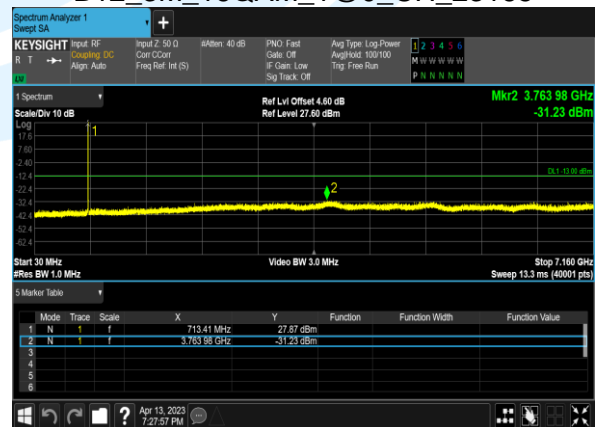 Spectrum Analyzer 1
Swept SA
KEYSIGHT Input: RF Input Z: 50 Ω #Atten: 40 dB PNO: Fast Avg Type: Log-Power 1 2 3 4 5 6
R T Coupling: DC Corr CCorr Gate: Off Avg|Hold: 100/100 M W W W W W
Align: Auto Freq Ref: Int (S) IF Gain: Low Trig: Free Run
LW Sig Track: Off P N N N N N
1 Spectrum Ref Lvl Offset 4.60 dB Mkr2 3.763 98 GHz
Scale/Div 10 dB Ref Level 27.60 dBm -31.23 dBm
Log
17.6
7.60
-2.40
-12.4
-22.4
-32.4
-42.4
-52.4
-62.4
1
DL1 -13.00 dBm
2
Start 30 MHz Video BW 3.0 MHz Stop 7.160 GHz
#Res BW 1.0 MHz Sweep 13.3 ms (40001 pts)
5 Marker Table
Mode Trace Scale X Y Function Function Width Function Value
1 N 1 f 713.41 MHz 27.87 dBm
2 N 1 f 3.763 98 GHz -31.23 dBm
3
4
5
6
? Apr 13, 2023
7:27:57 PM